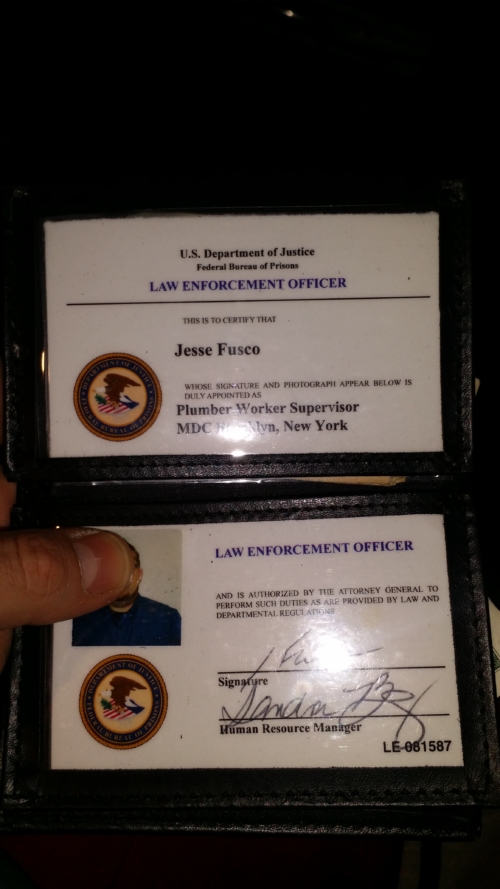 U.S. Department of Justice
Federal Bureau of Prisons
LAW ENFORCEMENT OFFICER
THIS IS TO CERTIFY THAT
Jesse Fusco
WHOSE SIGNATURE AND PHOTOGRAPH APPEAR BELOW IS
DULY APPOINTED AS
Plumber Worker Supervisor
MDC Brooklyn, New York
LAW ENFORCEMENT OFFICER
AND IS AUTHORIZED BY THE ATTORNEY GENERAL TO
PERFORM SUCH DUTIES AS ARE PROVIDED BY LAW AND
DEPARTMENTAL REGULATIONS
Signature
Sandra
Human Resource Manager
LE-081587